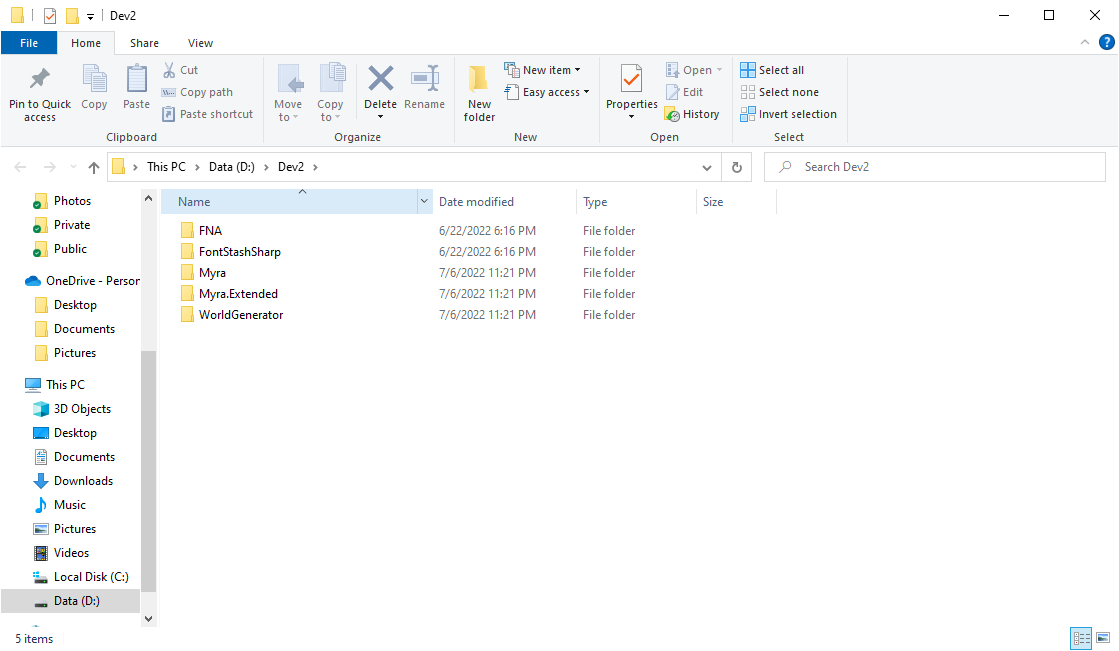 Dev2
File Home Share View
Pin to Quick access
Copy
Paste
Cut
Copy path
Paste shortcut
Clipboard
Move to
Copy to
Delete
Rename
Organize
New folder
New item
Easy access
New
Properties
Open
Edit
History
Open
Select all
Select none
Invert selection
Select
This PC > Data (D:) > Dev2 >
Search Dev2
Photos
Private
Public
OneDrive - Person
Desktop
Documents
Pictures
This PC
3D Objects
Desktop
Documents
Downloads
Music
Pictures
Videos
Local Disk (C:)
Data (D:)
Name Date modified Type Size
FNA 6/22/2022 6:16 PM File folder
FontStashSharp 6/22/2022 6:16 PM File folder
Myra 7/6/2022 11:21 PM File folder
Myra.Extended 7/6/2022 11:21 PM File folder
WorldGenerator 7/6/2022 11:21 PM File folder
5 items